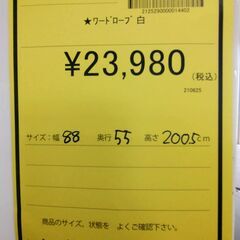 2125290000014402
★ワードローブ 白
¥23,980
(税込)
210625
サイズ:幅 88 奥行 55 高さ 200.5cm
商品のサイズ、状態を よくご確認下さい。